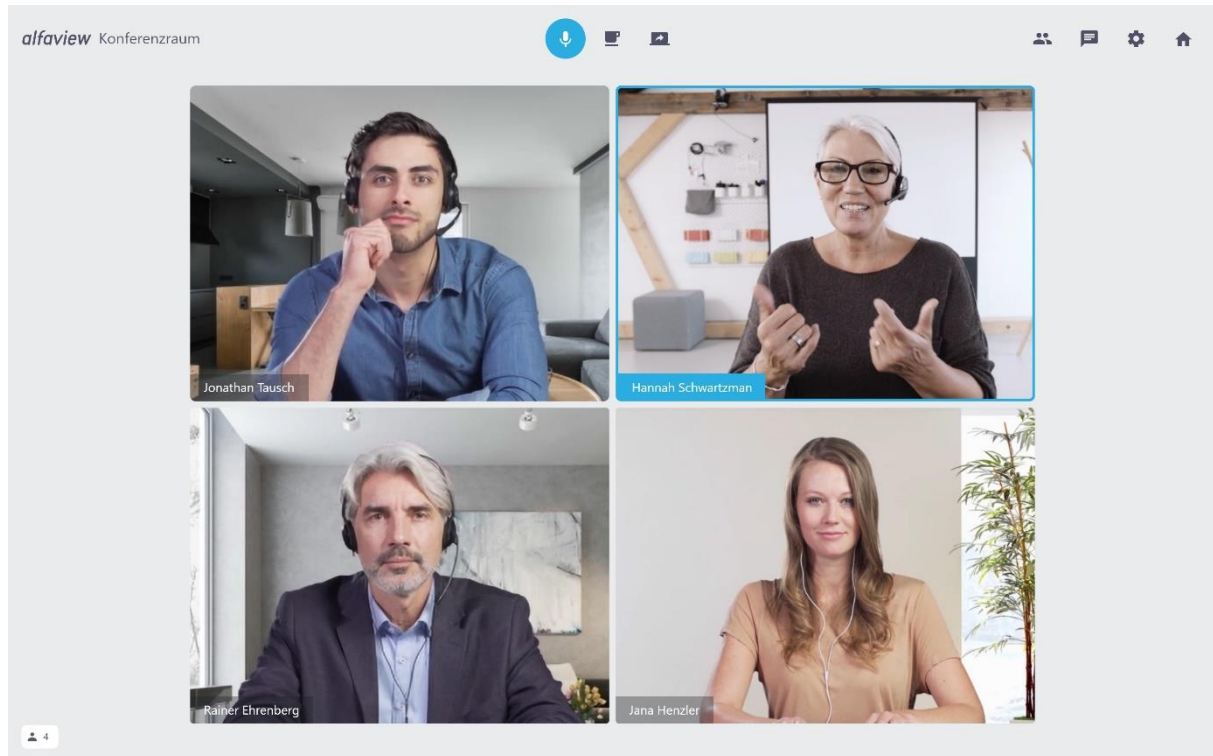 alfaview Konferenzraum
Jonathan Tausch
Hannah Schwartzman
Rainer Ehrenberg
Jana Henzler
4